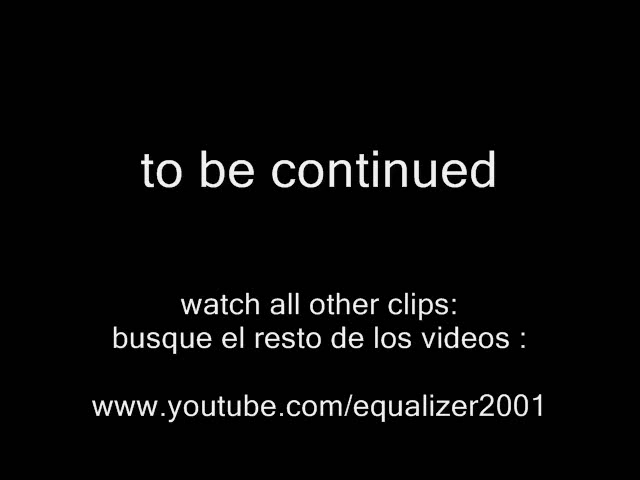 to be continued
watch all other clips:
busque el resto de los videos :
www.youtube.com/equalizer2001